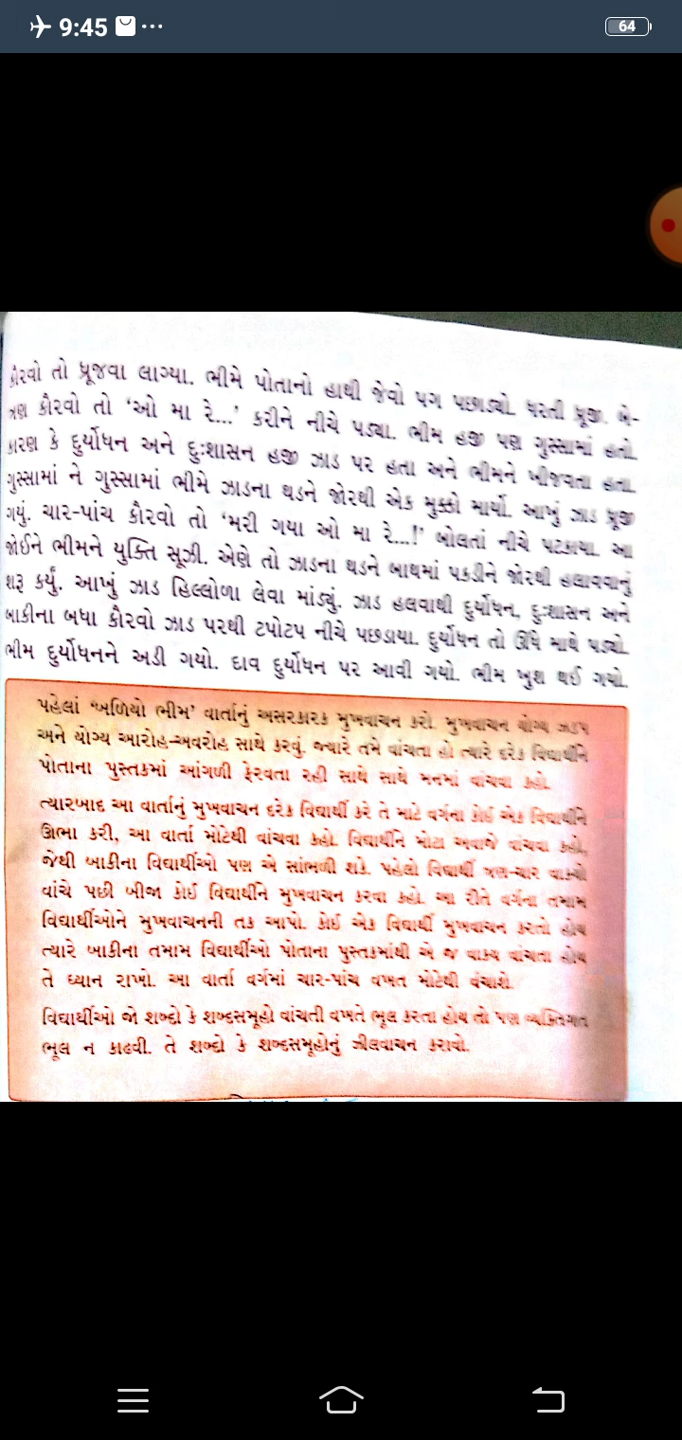 9:45
64
કૌરવો તો ધ્રૂજવા લાગ્યા. ભીમે પોતાનો હાથી જેવો પગ પછાડ્યો. ધરતી ધ્રૂજી. બે-
ત્રણ કૌરવો તો ‘ઓ મા રે...’ કરીને નીચે પડ્યા. ભીમ હજી પણ ગુસ્સામાં હતો.
કારણ કે દુર્યોધન અને દુઃશાસન હજી ઝાડ પર હતા અને ભીમને ખીજવતા હતા.
ગુસ્સામાં ને ગુસ્સામાં ભીમે ઝાડના થડને જોરથી એક મુક્કો માર્યો. આખું ઝાડ ધ્રૂજી
ગયું. ચાર-પાંચ કૌરવો તો ‘મરી ગયા ઓ મા રે...!’ બોલતાં નીચે પટકાયા. આ
જોઈને ભીમને યુક્તિ સૂઝી. એણે તો ઝાડના થડને બાથમાં પકડીને જોરથી હલાવવાનું
શરૂ કર્યું. આખું ઝાડ હિલ્લોળા લેવા માંડ્યું. ઝાડ હલવાથી દુર્યોધન, દુઃશાસન અને
બાકીના બધા કૌરવો ઝાડ પરથી ટપોટપ નીચે પછડાયા. દુર્યોધન તો ઊંધે માથે પડ્યો.
ભીમ દુર્યોધનને અડી ગયો. દાવ દુર્યોધન પર આવી ગયો. ભીમ ખુશ થઈ ગયો.
પહેલાં ‘બળિયો ભીમ’ વાર્તાનું અસરકારક મુખવાચન કરો. મુખવાચન યોગ્ય ઝડપ
અને યોગ્ય આરોહ-અવરોહ સાથે કરવું. જ્યારે તમે વાંચતા હો ત્યારે દરેક વિદ્યાર્થીને
પોતાના પુસ્તકમાં આંગળી ફેરવતા રહી સાથે સાથે મનમાં વાંચવા કહો.
ત્યારબાદ આ વાર્તાનું મુખવાચન દરેક વિદ્યાર્થી કરે તે માટે વર્ગના કોઈ એક વિદ્યાર્થીને
ઊભા કરી, આ વાર્તા મોટેથી વાંચવા કહો. વિદ્યાર્થીને મોટા અવાજે વાંચવા કહો,
જેથી બાકીના વિદ્યાર્થીઓ પણ એ સાંભળી શકે. પહેલો વિદ્યાર્થી ત્રણ-ચાર વાક્યો
વાંચે પછી બીજા કોઈ વિદ્યાર્થીને મુખવાચન કરવા કહો. આ રીતે વર્ગના તમામ
વિદ્યાર્થીઓને મુખવાચનની તક આપો. કોઈ એક વિદ્યાર્થી મુખવાચન કરતો હોય
ત્યારે બાકીના તમામ વિદ્યાર્થીઓ પોતાના પુસ્તકમાંથી એ જ વાક્ય વાંચતા હોય
તે ધ્યાન રાખો. આ વાર્તા વર્ગમાં ચાર-પાંચ વખત મોટેથી વંચાશે.
વિદ્યાર્થીઓ જો શબ્દો કે શબ્દસમૂહો વાંચતી વખતે ભૂલ કરતા હોય તો પણ વ્યક્તિગત
ભૂલ ન કાઢવી. તે શબ્દો કે શબ્દસમૂહોનું ઝીલવાચન કરાવો.